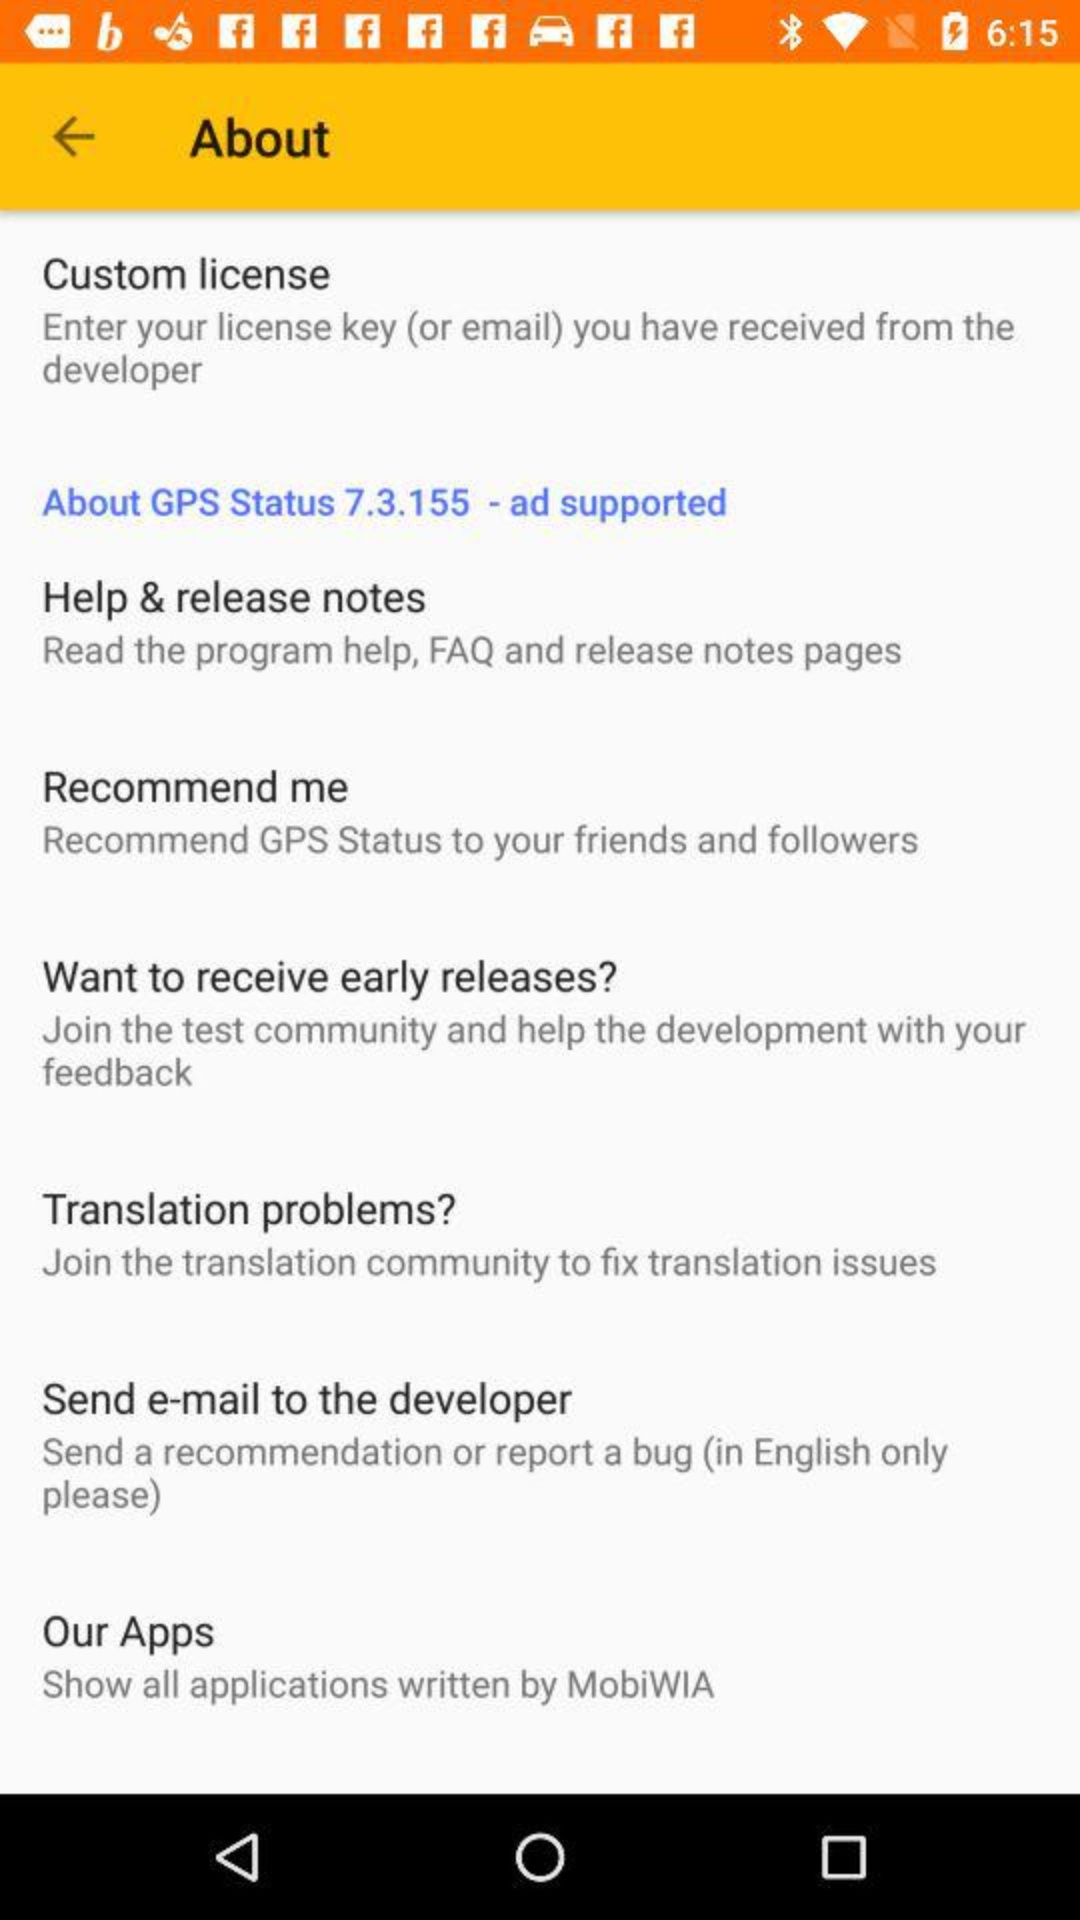 6:15
About
Custom license
Enter your license key (or email) you have received from the
developer
About GPS Status 7.3.155 - ad supported
Help & release notes
Read the program help, FAQ and release notes pages
Recommend me
Recommend GPS Status to your friends and followers
Want to receive early releases?
Join the test community and help the development with your
feedback
Translation problems?
Join the translation community to fix translation issues
Send e-mail to the developer
Send a recommendation or report a bug (in English only
please)
Our Apps
Show all applications written by MobiWIA